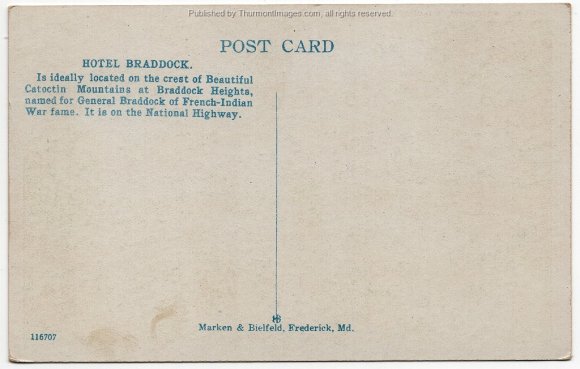 Published by ThurmontImages.com, all rights reserved.
POST CARD
HOTEL BRADDOCK.
Is ideally located on the crest of Beautiful
Catoctin Mountains at Braddock Heights,
named for General Braddock of French-Indian
War fame. It is on the National Highway.
116707
Marken & Bielfeld, Frederick, Md.